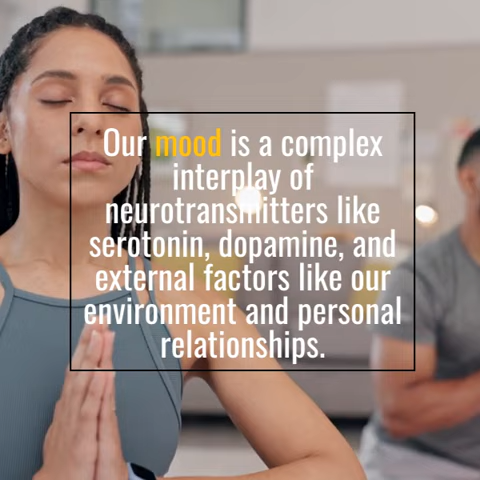 Our mood is a complex
interplay of
neurotransmitters like
serotonin, dopamine, and
external factors like our
environment and personal
relationships.